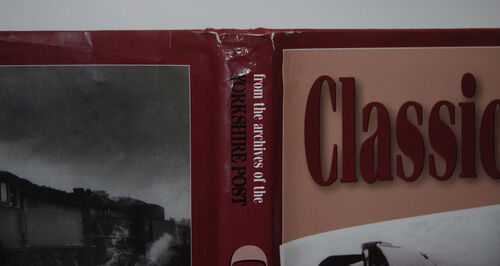 from the archives of the
YORKSHIRE POST
Classic